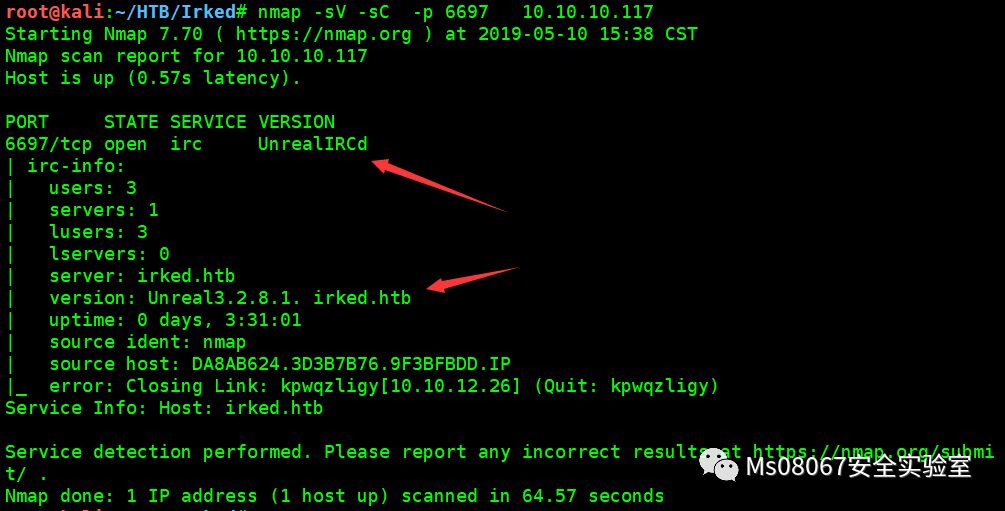 root@kali:~/HTB/Irked# nmap -sV -sC  -p 6697   10.10.10.117
Starting Nmap 7.70 ( https://nmap.org ) at 2019-05-10 15:38 CST
Nmap scan report for 10.10.10.117
Host is up (0.57s latency).
PORT     STATE SERVICE VERSION
6697/tcp open  irc     UnrealIRCd
| irc-info:
|   users: 3
|   servers: 1
|   lusers: 3
|   lservers: 0
|   server: irked.htb
|   version: Unreal3.2.8.1. irked.htb
|   uptime: 0 days, 3:31:01
|   source ident: nmap
|   source host: DA8AB624.3D3B7B76.9F3BFBDD.IP
|_  error: Closing Link: kpwqzligy[10.10.12.26] (Quit: kpwqzligy)
Service Info: Host: irked.htb
Service detection performed. Please report any incorrect results at https://nmap.org/submi
t/ .
Ms08067安全实验室
Nmap done: 1 IP address (1 host up) scanned in 64.57 seconds